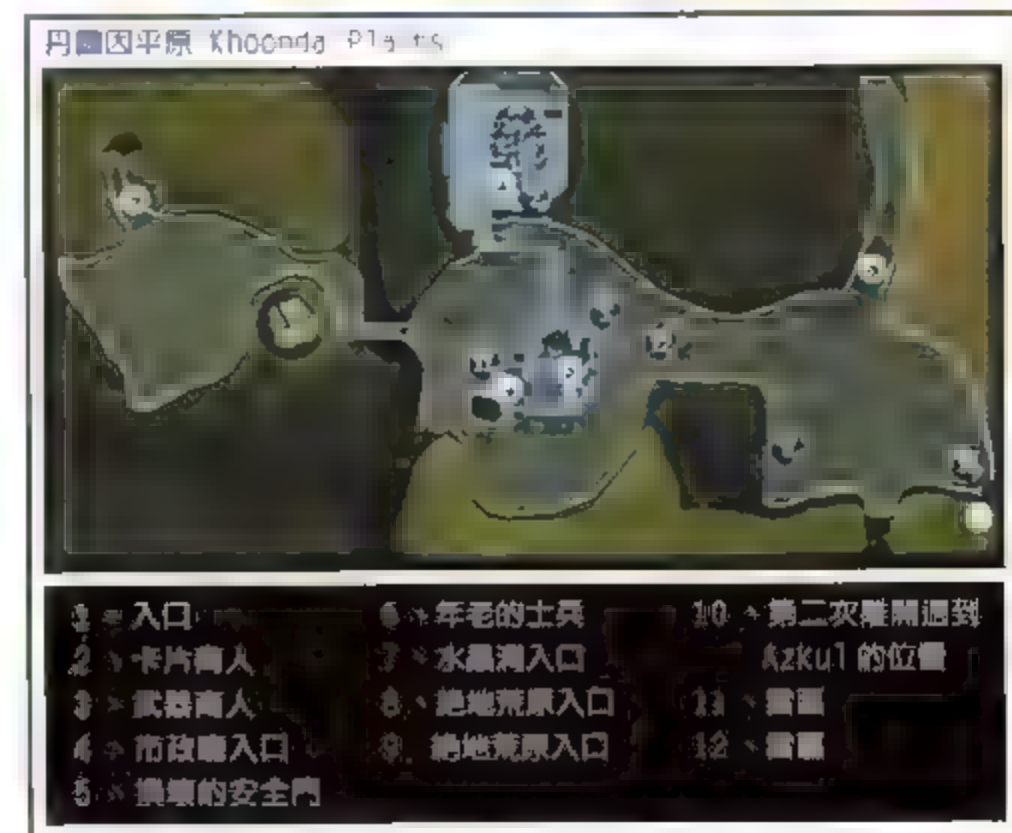 丹圖因平原 Khoonda Plains
1、入口
2、卡片商人
3、武器商人
4、市政廳入口
5、損壞的安全門
6、年老的士兵
7、水晶洞入口
8、絕地荒原入口
9、絕地荒原入口
10、第二次離開遇到
Azkul 的位置
11、雷區
12、雷區